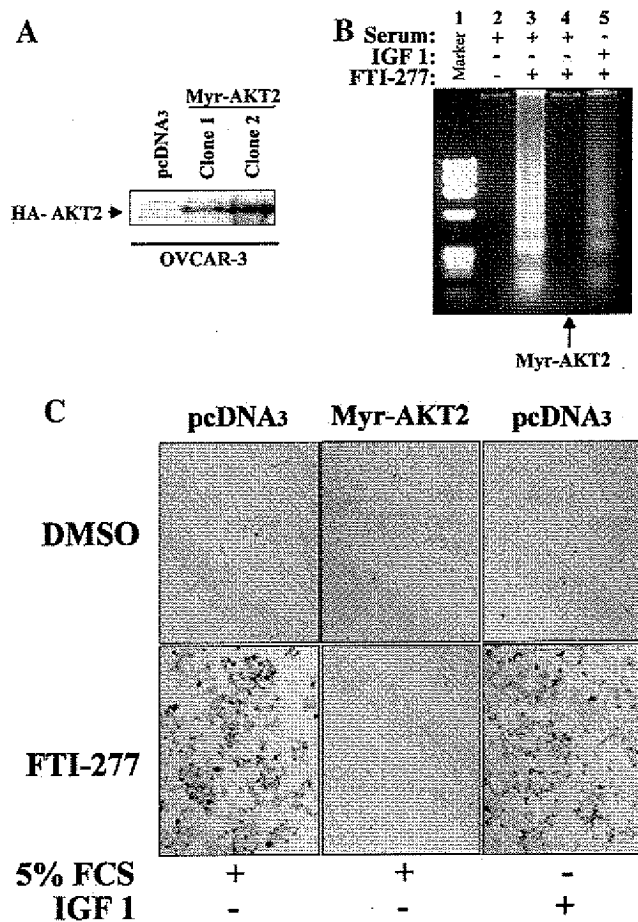 A
Myr-AKT2
pcDNA3
Clone 1
Clone 2
HA- AKT2
OVCAR-3
B
1 2 3 4 5
Serum: + + + -
IGF 1: - - - +
FTI-277: - + + +
Marker
Myr-AKT2
C
pcDNA3 Myr-AKT2 pcDNA3
DMSO
FTI-277
5% FCS + + -
IGF 1 - - +